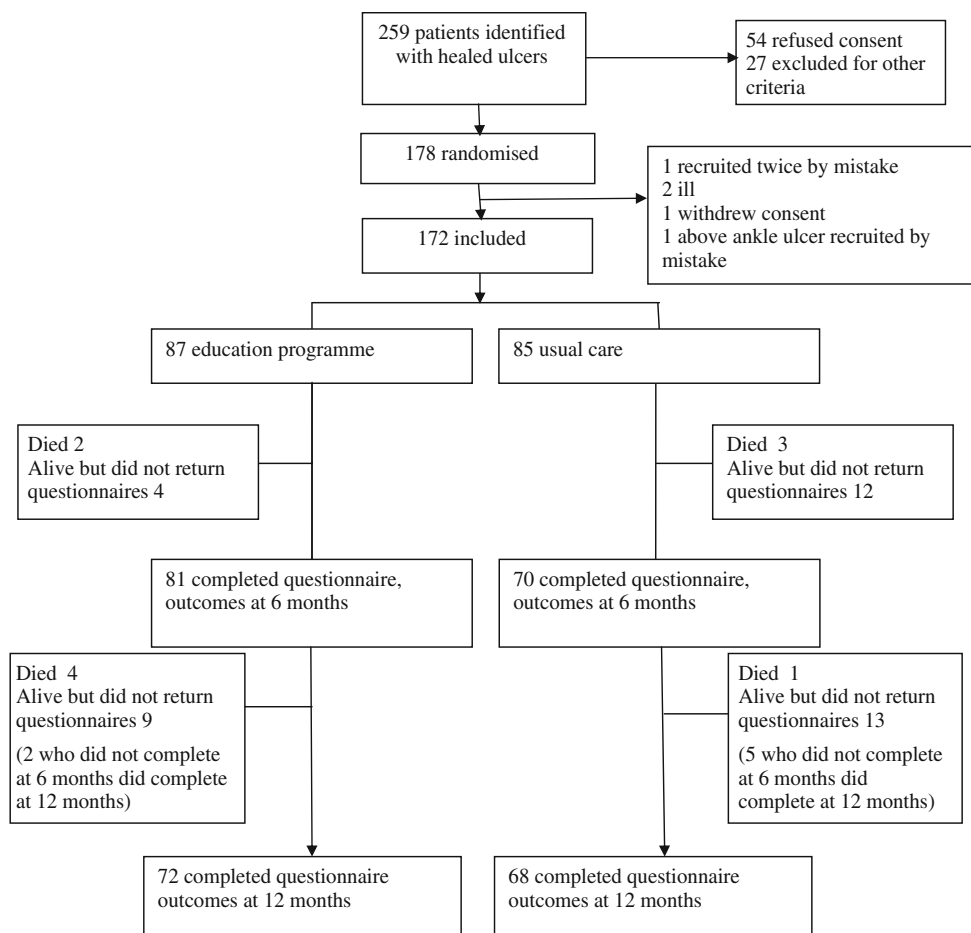 259 patients identified
with healed ulcers
54 refused consent
27 excluded for other
criteria
178 randomised
1 recruited twice by mistake
2 ill
1 withdrew consent
1 above ankle ulcer recruited by
mistake
172 included
87 education programme
85 usual care
Died 2
Alive but did not return
questionnaires 4
Died 3
Alive but did not return
questionnaires 12
81 completed questionnaire,
outcomes at 6 months
70 completed questionnaire,
outcomes at 6 months
Died 4
Alive but did not return
questionnaires 9
(2 who did not complete
at 6 months did complete
at 12 months)
Died 1
Alive but did not return
questionnaires 13
(5 who did not complete
at 6 months did
complete at 12 months)
72 completed questionnaire
outcomes at 12 months
68 completed questionnaire
outcomes at 12 months